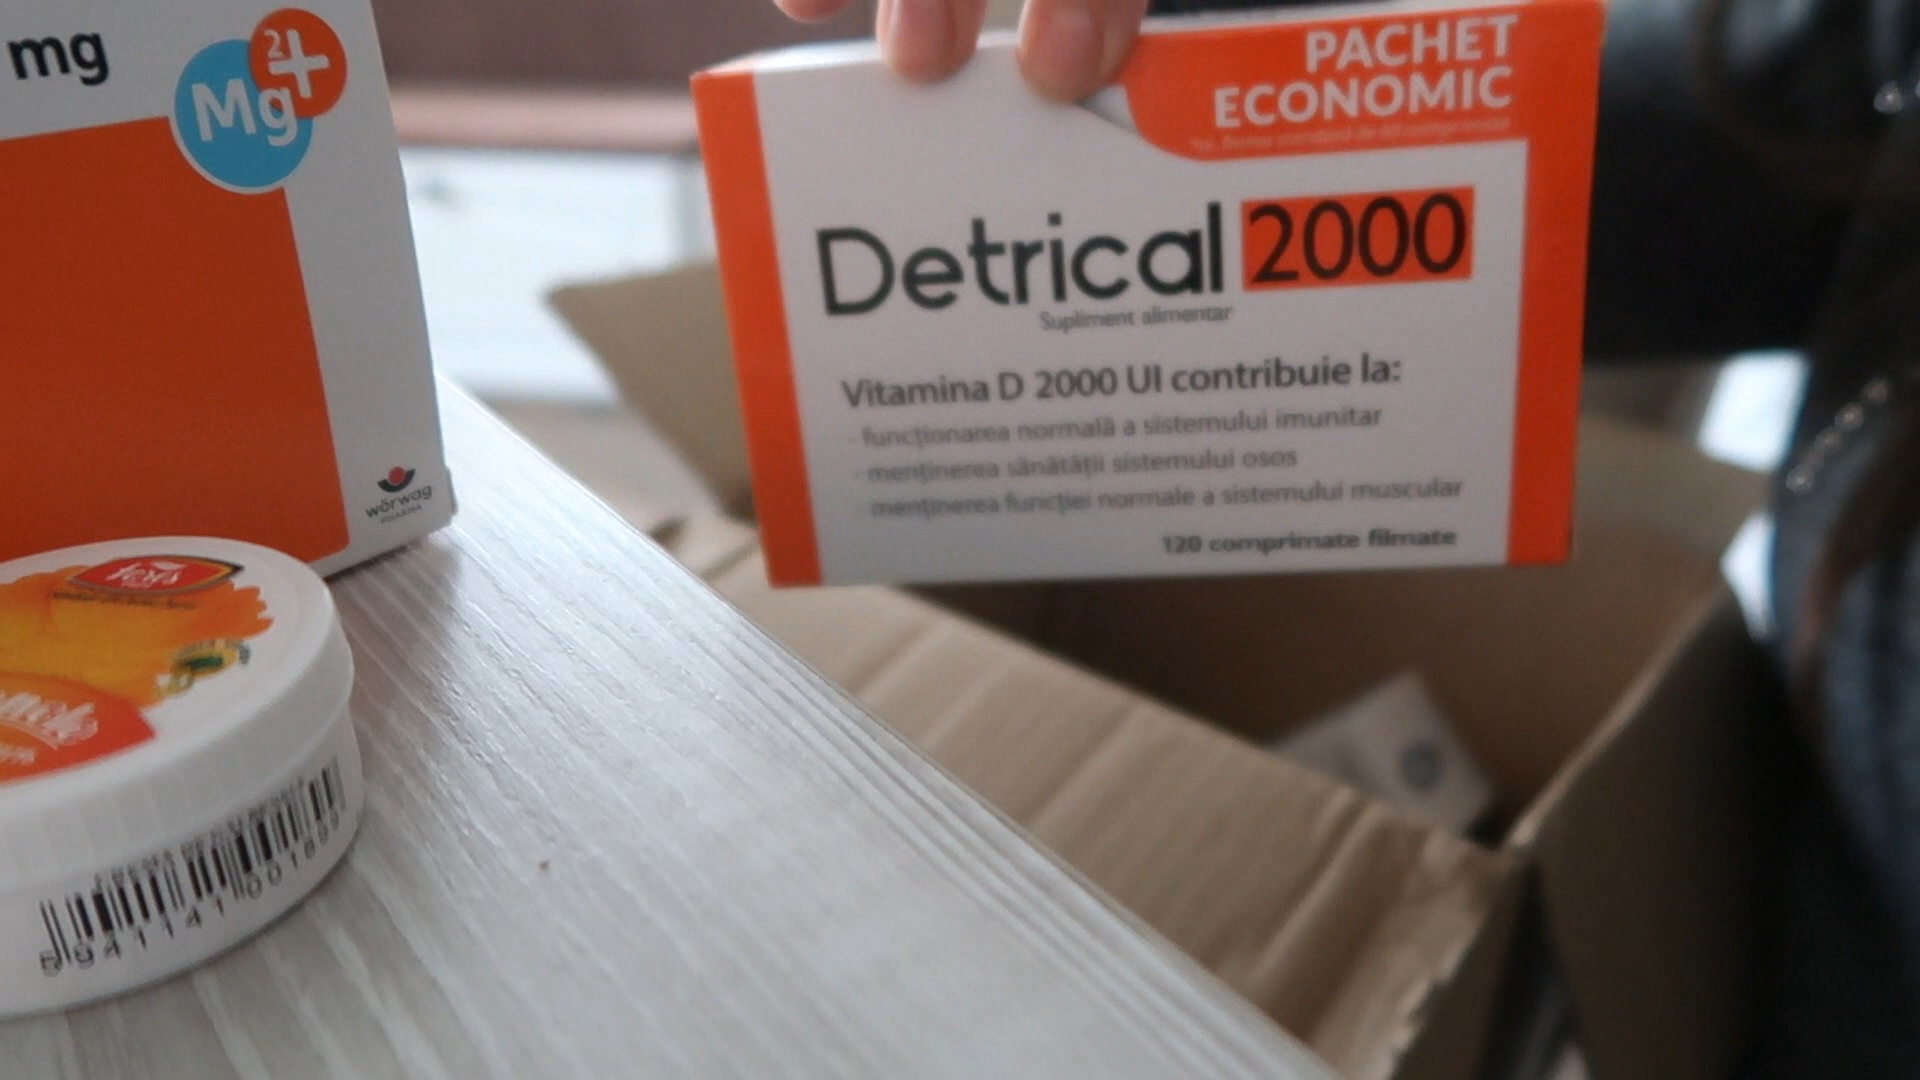 mg
Mg
2+
wörwag
PHARMA
PACHET
ECONOMIC
Detrical 2000
Supliment alimentar
Vitamina D 2000 UI contribuie la:
- funcționarea normală a sistemului imunitar
- menținerea sănătății sistemului osos
- menținerea funcției normale a sistemului muscular
120 comprimate filmate